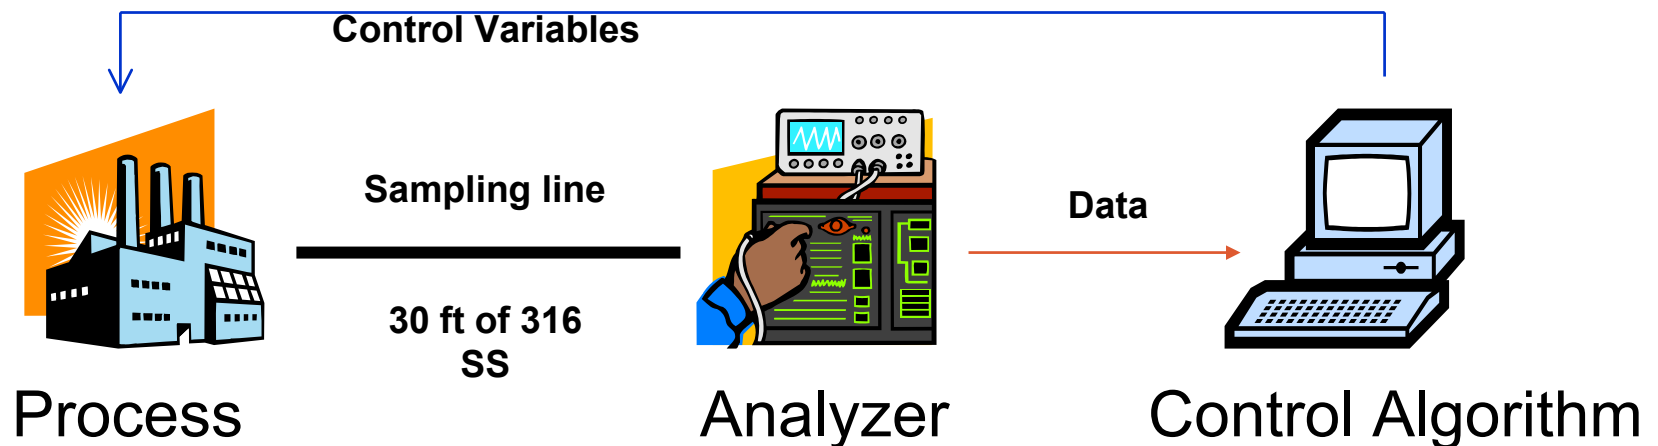 Control Variables
Sampling line
30 ft of 316
SS
Data
Process
Analyzer
Control Algorithm